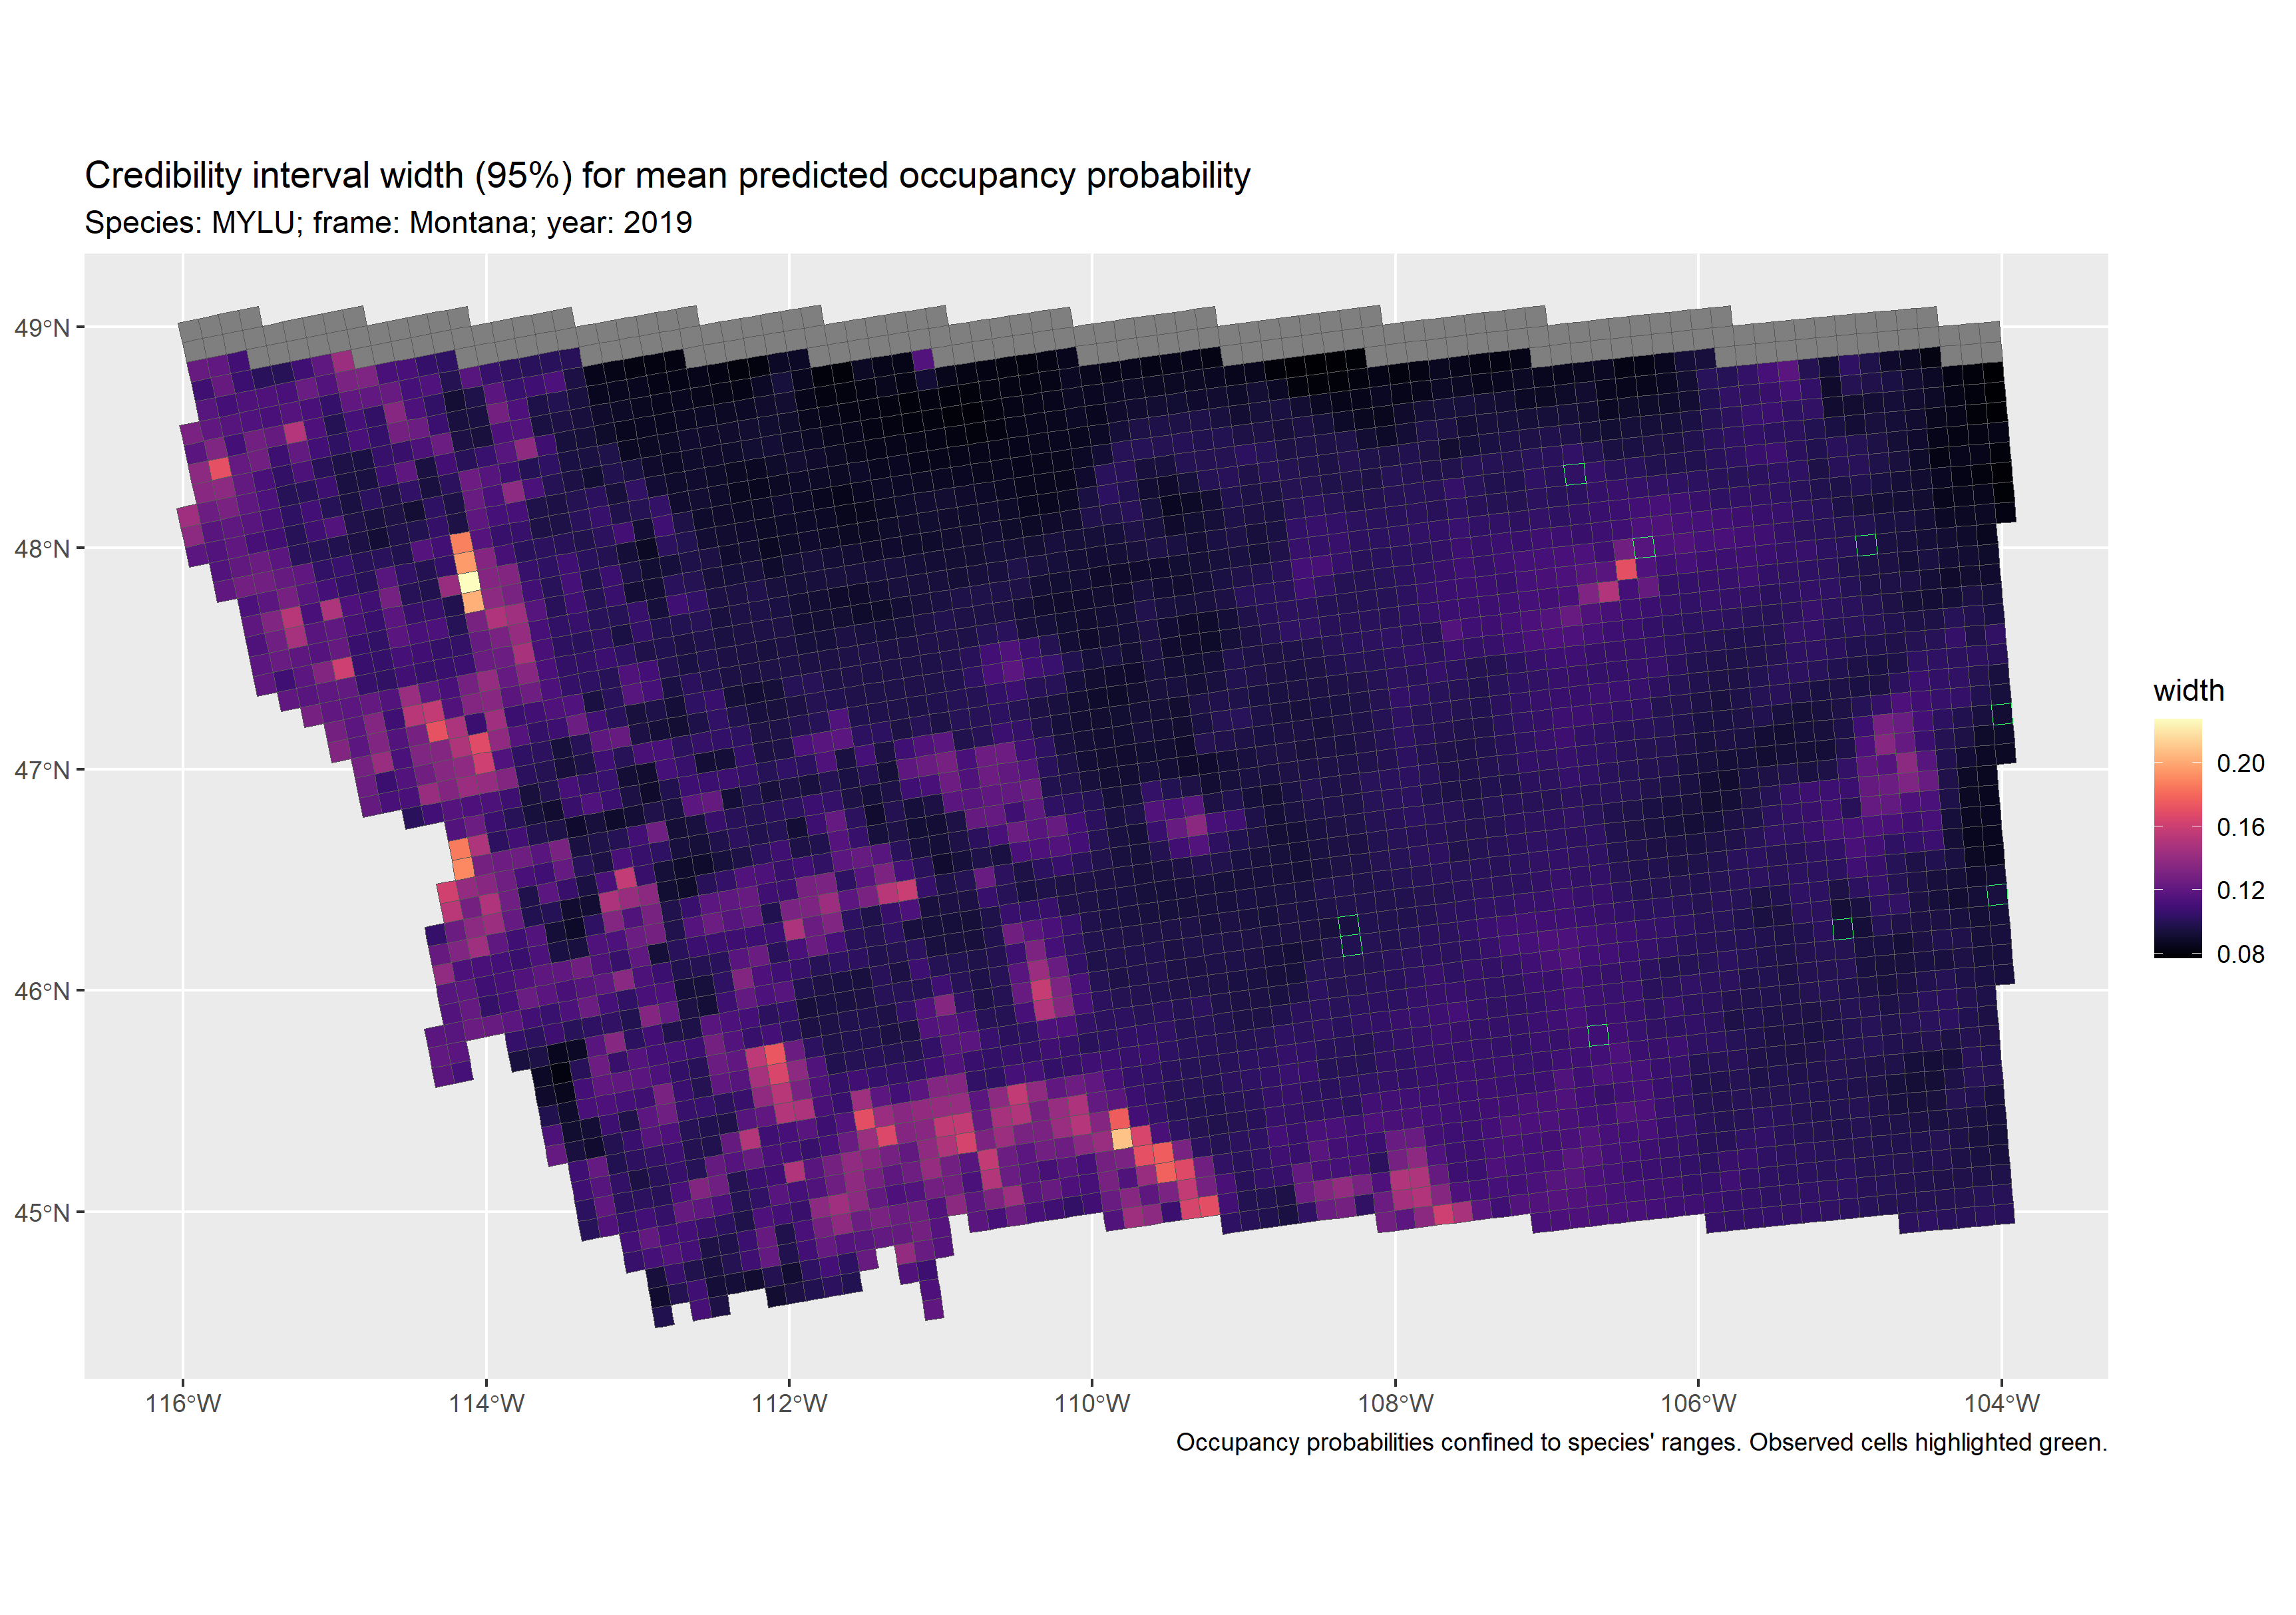 Credibility interval width (95%) for mean predicted occupancy probability
Species: MYLU; frame: Montana; year: 2019
49°N
48°N
47°N
46°N
45°N
116°W
114°W
112°W
110°W
108°W
106°W
104°W
width
0.20
0.16
0.12
0.08
Occupancy probabilities confined to species' ranges. Observed cells highlighted green.